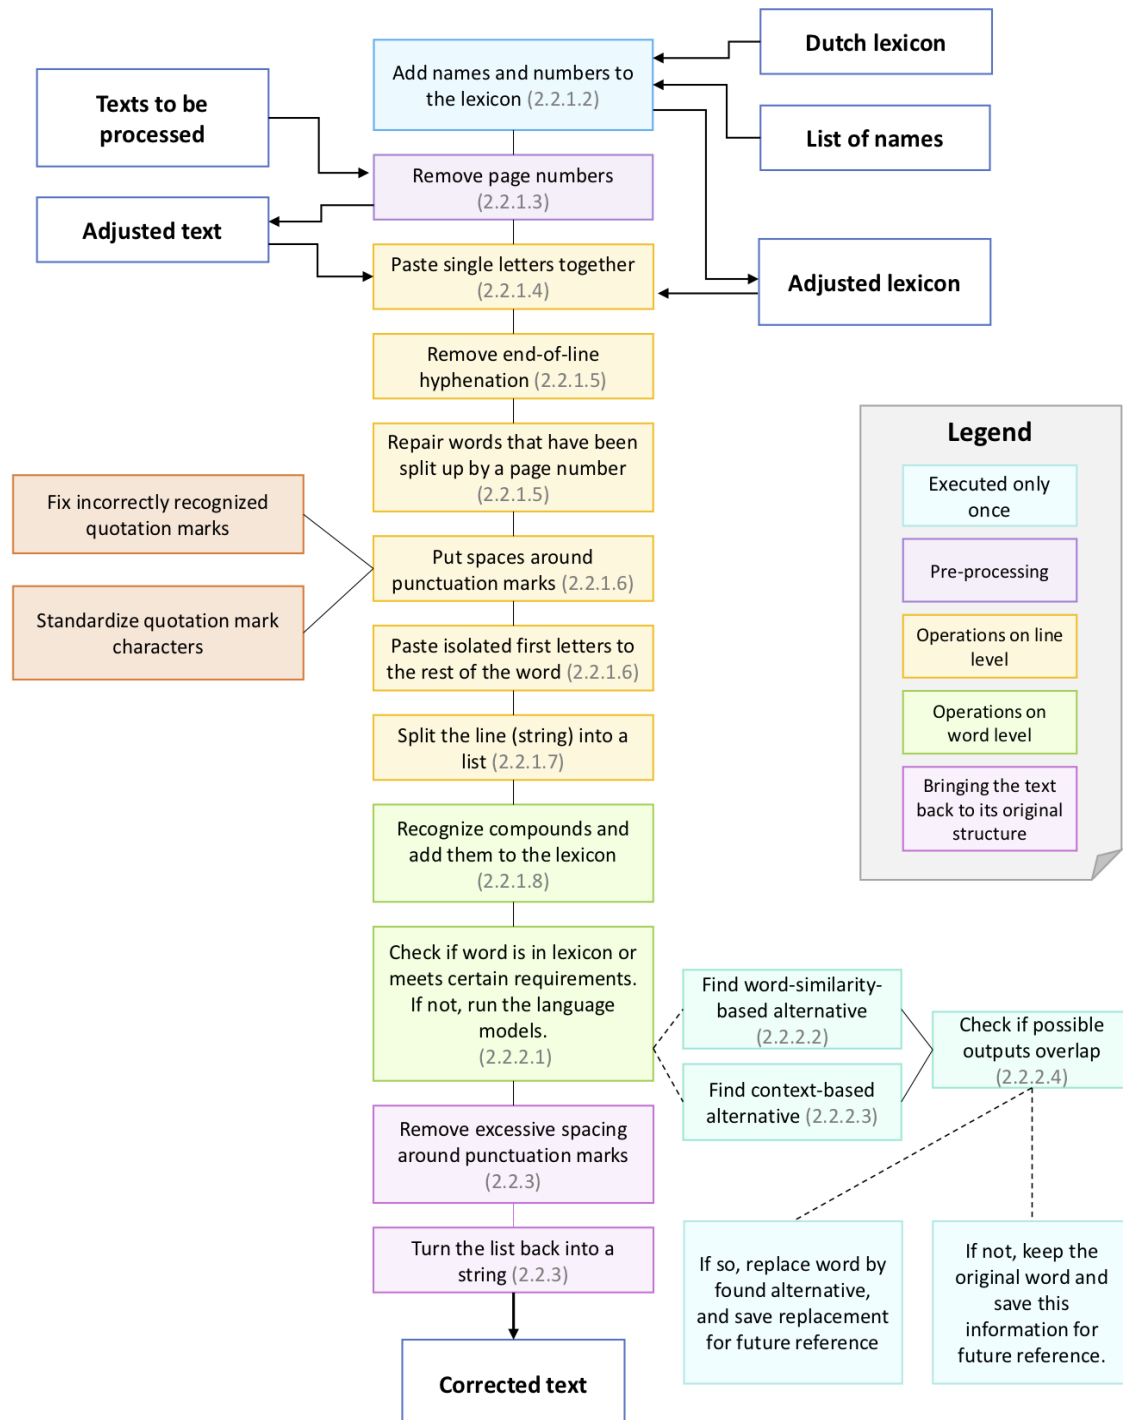 Dutch lexicon
Add names and numbers to
the lexicon (2.2.1.2)
Texts to be
processed
List of names
Remove page numbers
(2.2.1.3)
Adjusted text
Paste single letters together
(2.2.1.4)
Adjusted lexicon
Remove end-of-line
hyphenation (2.2.1.5)
Repair words that have been
split up by a page number
(2.2.1.5)
Fix incorrectly recognized
quotation marks
Put spaces around
punctuation marks (2.2.1.6)
Standardize quotation mark
characters
Paste isolated first letters to
the rest of the word (2.2.1.6)
Split the line (string) into a
list (2.2.1.7)
Recognize compounds and
add them to the lexicon
(2.2.1.8)
Check if word is in lexicon or
meets certain requirements.
If not, run the language
models.
(2.2.2.1)
Find word-similarity-
based alternative
(2.2.2.2)
Find context-based
alternative (2.2.2.3)
Check if possible
outputs overlap
(2.2.2.4)
Remove excessive spacing
around punctuation marks
(2.2.3)
Turn the list back into a
string (2.2.3)
If so, replace word by
found alternative,
and save replacement
for future reference
If not, keep the
original word and
save this
information for
future reference.
Corrected text
Legend
Executed only
once
Pre-processing
Operations on line
level
Operations on
word level
Bringing the text
back to its original
structure